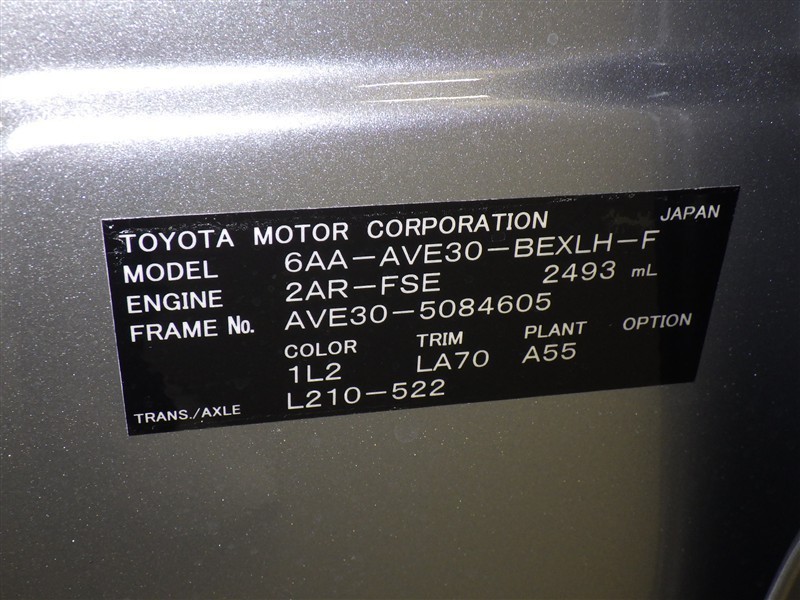 TOYOTA MOTOR CORPORATION JAPAN
MODEL 6AA-AVE30-BEXLH-F
ENGINE 2AR-FSE 2493 mL
FRAME No. AVE30-5084605
COLOR TRIM PLANT OPTION
1L2 LA70 A55
TRANS./AXLE L210-522